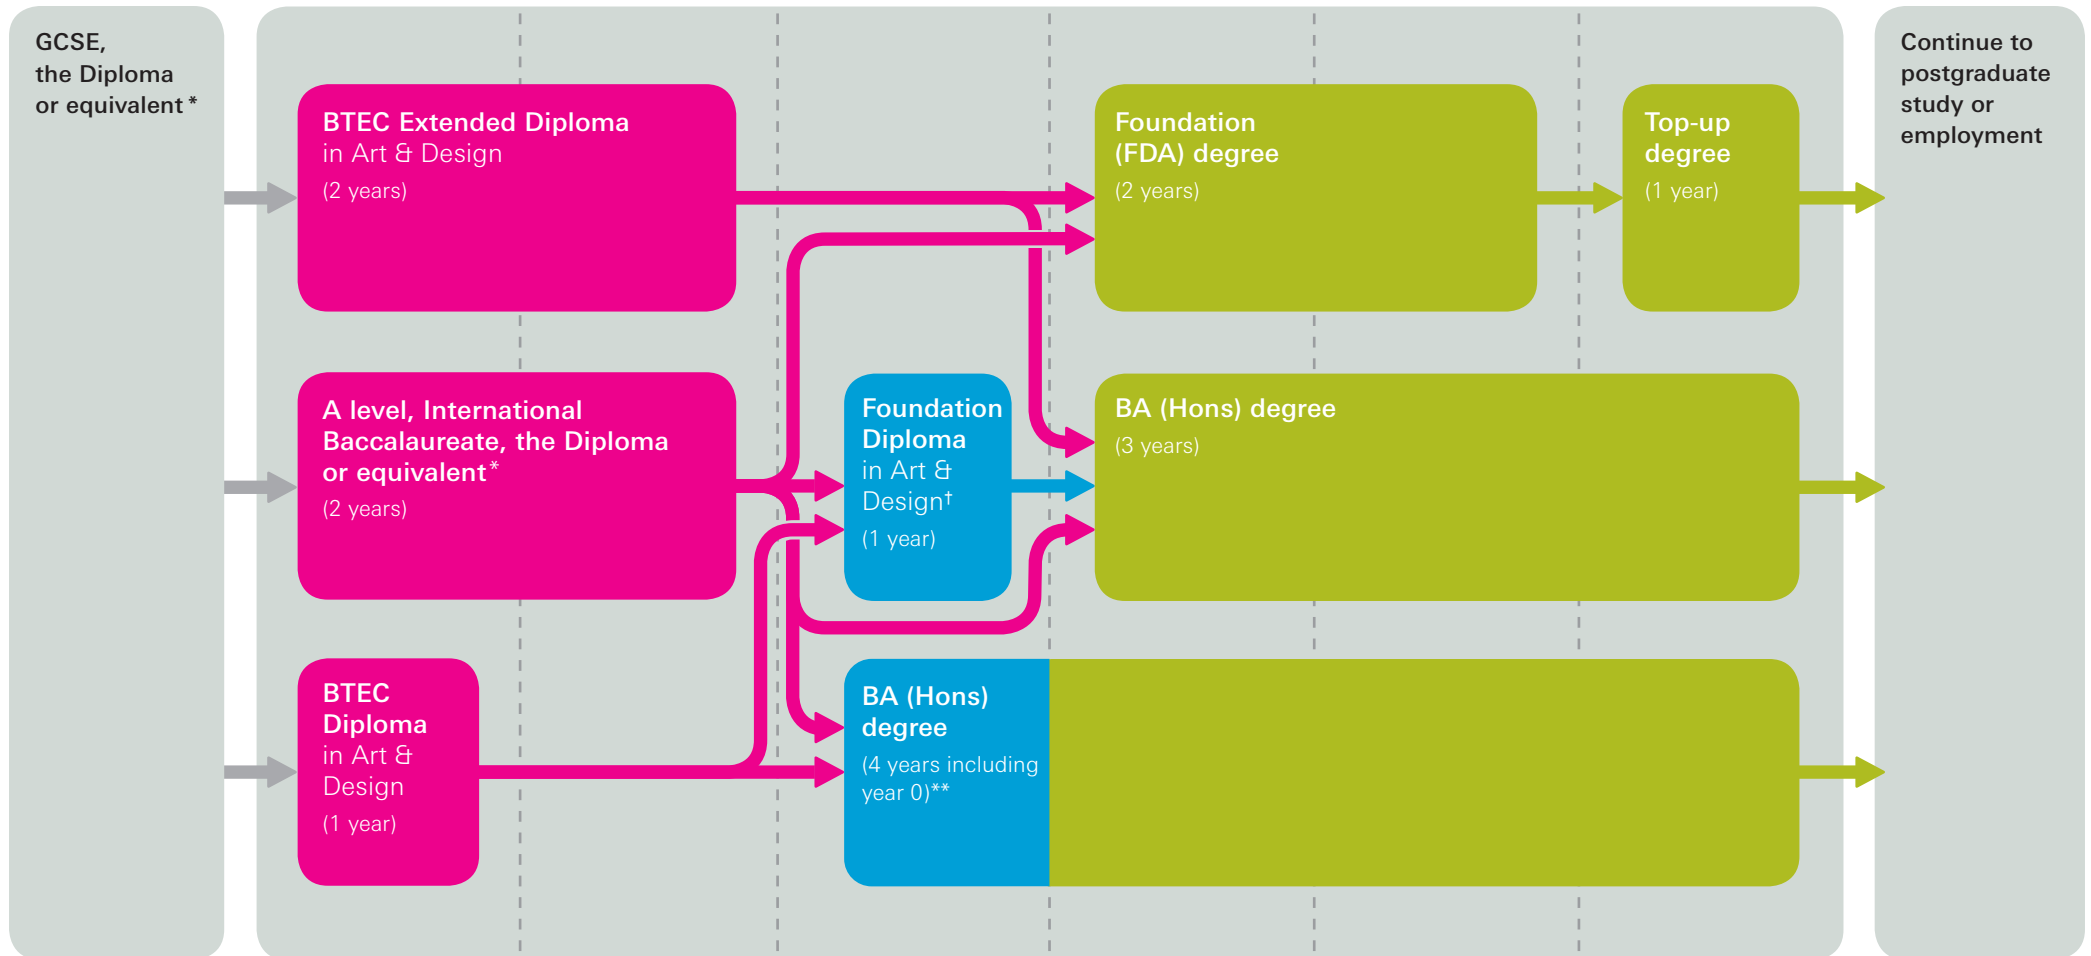 GCSE,
the Diploma
or equivalent *
BTEC Extended Diploma
in Art & Design
(2 years)
Foundation
(FDA) degree
(2 years)
Top-up
degree
(1 year)
Continue to
postgraduate
study or
employment
A level, International
Baccalaureate, the Diploma
or equivalent *
(2 years)
Foundation
Diploma
in Art &
Design†
(1 year)
BA (Hons) degree
(3 years)
BTEC
Diploma
in Art &
Design
(1 year)
BA (Hons)
degree
(4 years including
year 0)**